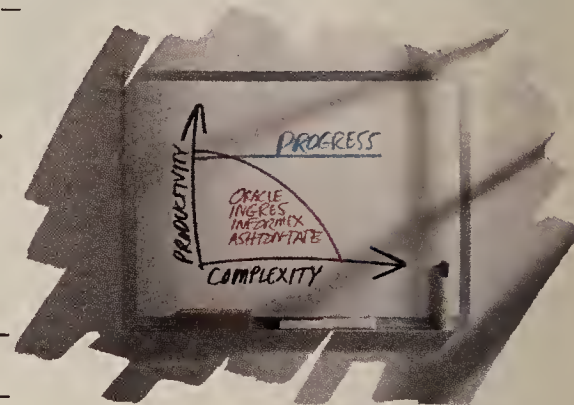 PROGRESS
PRODUCTIVITY
ORACLE
INGRES
INFORMIX
ASHTON-TATE
COMPLEXITY